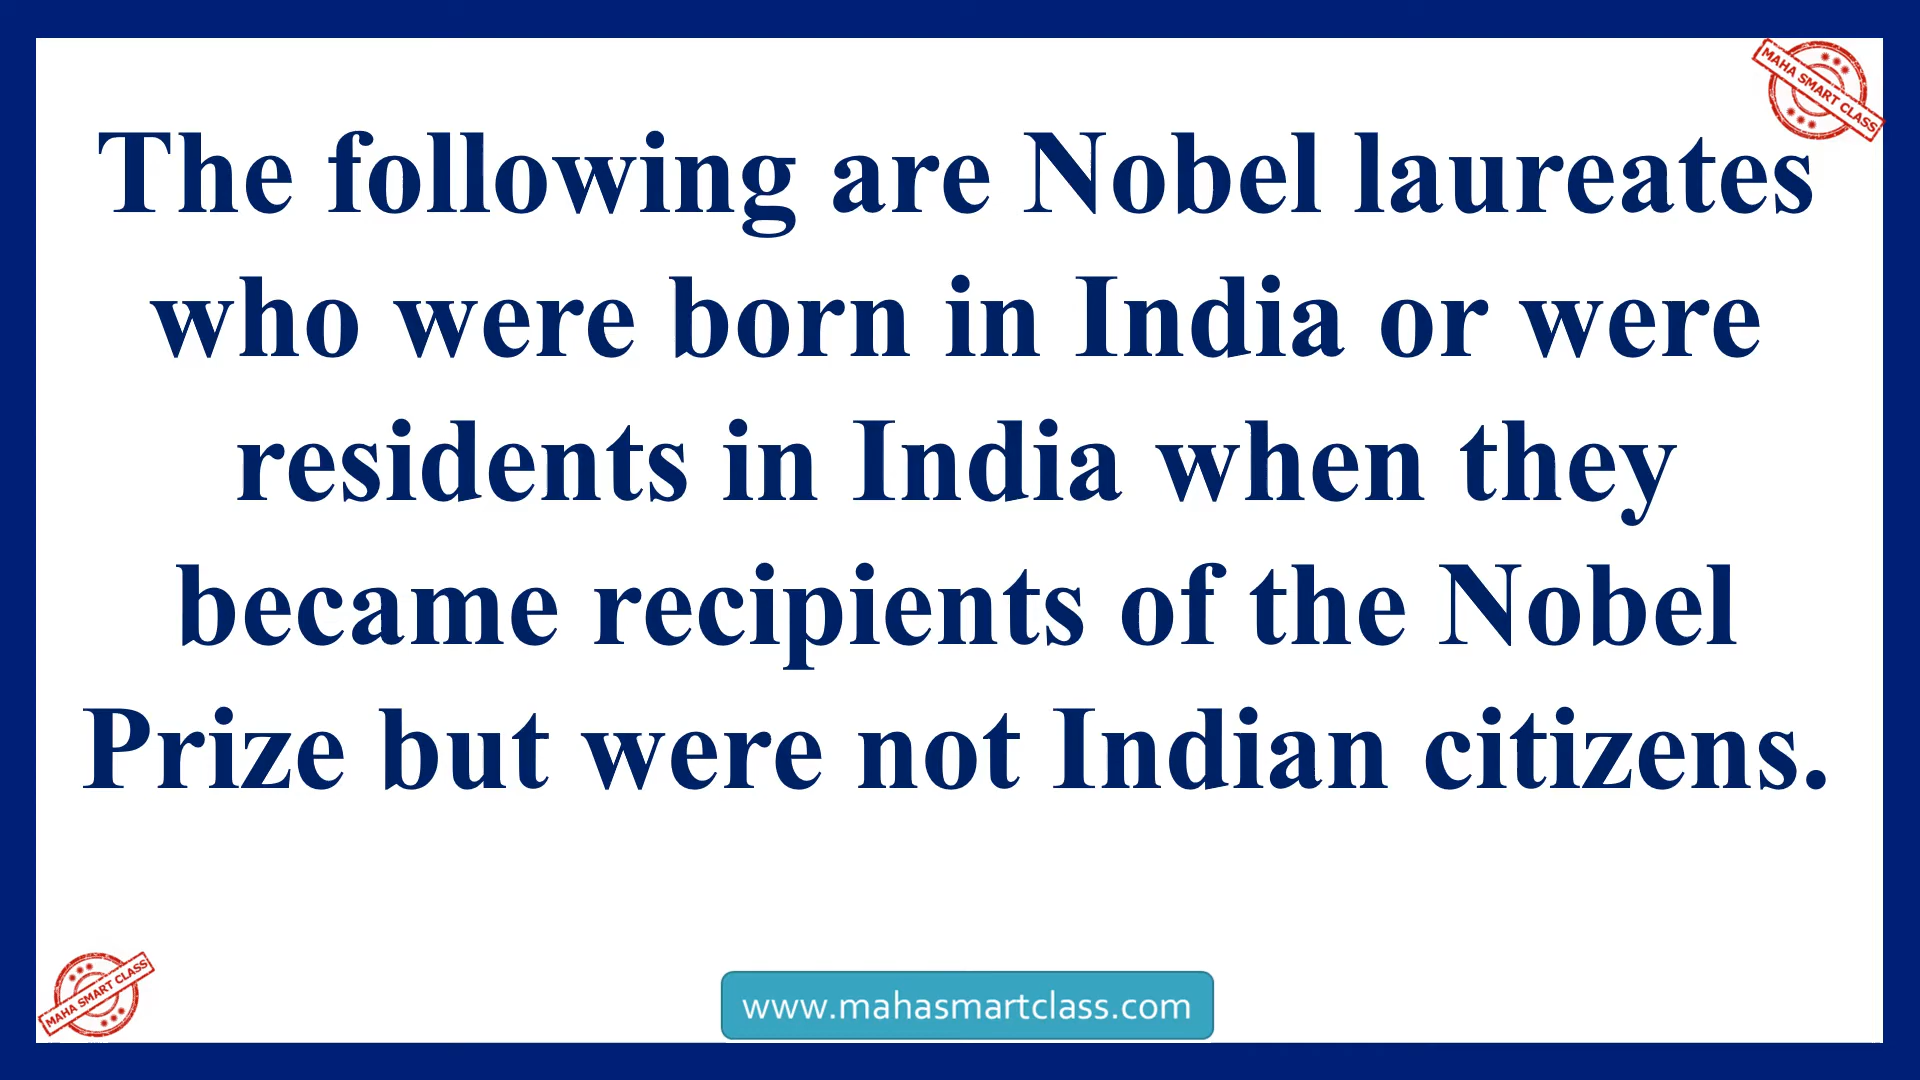 MAHA SMART CLASS
The following are Nobel laureates
who were born in India or were
residents in India when they
became recipients of the Nobel
Prize but were not Indian citizens.
MAHA SMART CLASS
www.mahasmartclass.com